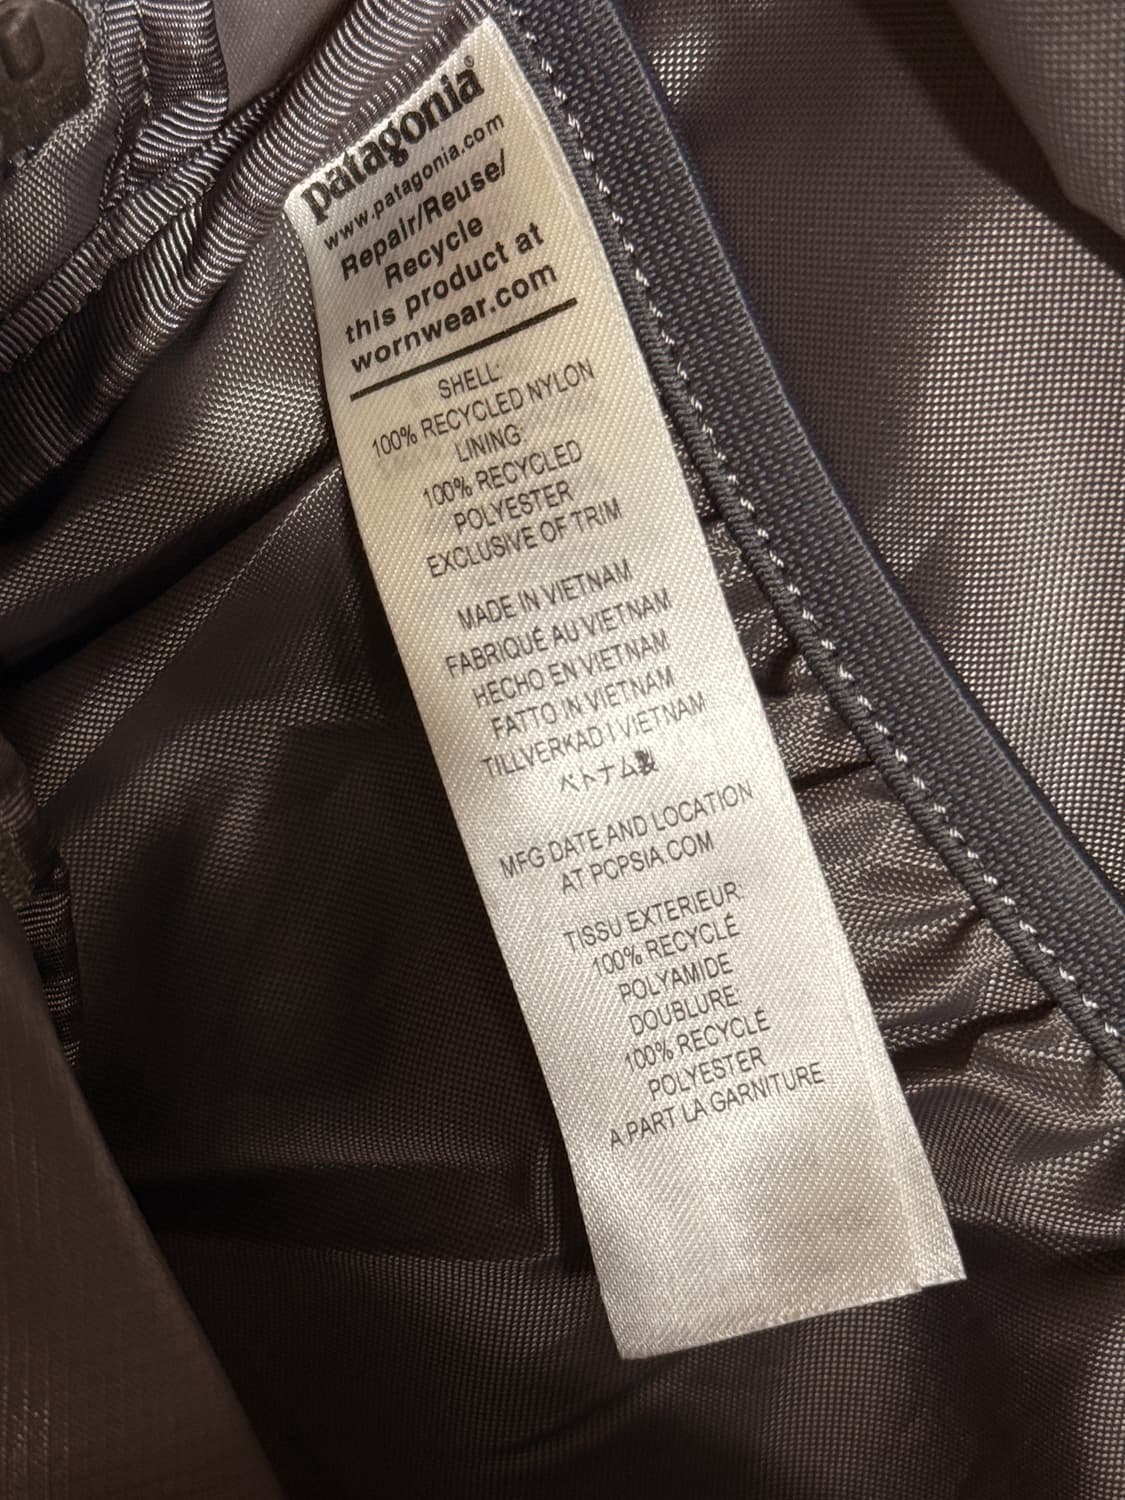 patagonia®
www.patagonia.com
Repair/Reuse/
Recycle
this product at
wornwear.com
SHELL:
100% RECYCLED NYLON
LINING:
100% RECYCLED
POLYESTER
EXCLUSIVE OF TRIM
MADE IN VIETNAM
FABRIQUÉ AU VIETNAM
HECHO EN VIETNAM
FATTO IN VIETNAM
TILLVERKAD I VIETNAM
ベトナム製
MFG DATE AND LOCATION
AT PCPSIA.COM
TISSU EXTERIEUR:
100% RECYCLÉ
POLYAMIDE
DOUBLURE:
100% RECYCLÉ
POLYESTER
A PART LA GARNITURE